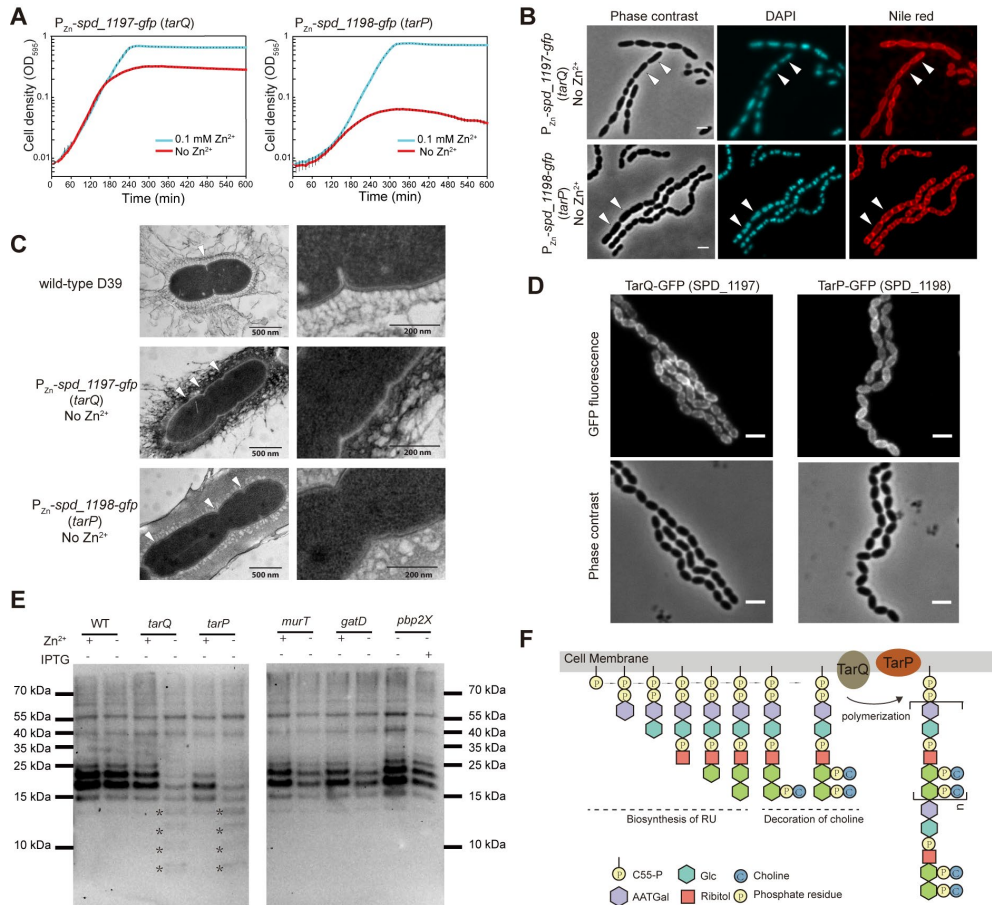 A
P_Zn-spd_1197-gfp (tarQ)
Cell density (OD595)
1
0.1
0.01
0 60 120 180 240 300 360 420 480 540 600
Time (min)
0.1 mM Zn²⁺
No Zn²⁺
P_Zn-spd_1198-gfp (tarP)
Cell density (OD595)
1
0.1
0.01
0 60 120 180 240 300 360 420 480 540 600
Time (min)
0.1 mM Zn²⁺
No Zn²⁺
B
Phase contrast DAPI Nile red
P_Zn-spd_1197-gfp
(tarQ)
No Zn²⁺
P_Zn-spd_1198-gfp
(tarP)
No Zn²⁺
C
wild-type D39
500 nm
200 nm
P_Zn-spd_1197-gfp
(tarQ)
No Zn²⁺
500 nm
200 nm
P_Zn-spd_1198-gfp
(tarP)
No Zn²⁺
500 nm
200 nm
D
TarQ-GFP (SPD_1197) TarP-GFP (SPD_1198)
GFP fluorescence
Phase contrast
E
WT tarQ tarP murT gatD pbp2X
Zn²⁺ + - + - + - + - + - - -
IPTG - - - - - - - - - - - +
70 kDa 70 kDa
55 kDa 55 kDa
40 kDa 40 kDa
35 kDa 35 kDa
25 kDa 25 kDa
15 kDa 15 kDa
* *
* *
10 kDa 10 kDa
* *
* *
F
Cell Membrane
TarQ TarP
polymerization
P P P P P P P P P P
P P P P P P P P P
P P P P P P
P C P C P C
P C P C
n
P
P C
P C
Biosynthesis of RU Decoration of choline
P C55-P Glc C Choline
AATGal Ribitol P Phosphate residue